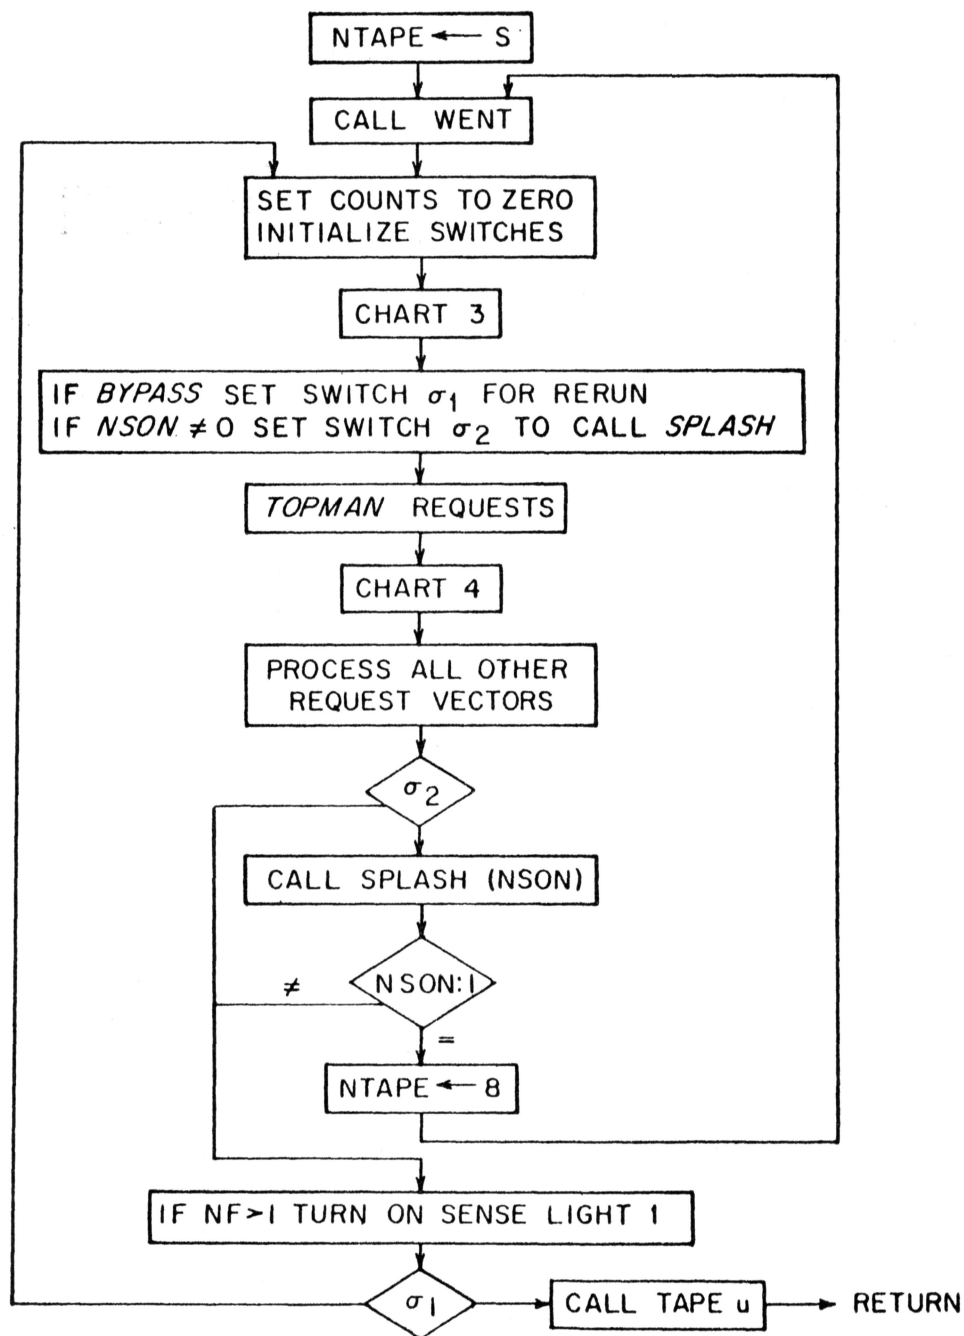 NTAPE ← S
CALL WENT
SET COUNTS TO ZERO
INITIALIZE SWITCHES
CHART 3
IF BYPASS SET SWITCH σ1 FOR RERUN
IF NSON ≠ 0 SET SWITCH σ2 TO CALL SPLASH
TOPMAN REQUESTS
CHART 4
PROCESS ALL OTHER
REQUEST VECTORS
σ2
CALL SPLASH (NSON)
NSON:1
≠
=
NTAPE ← 8
IF NF>1 TURN ON SENSE LIGHT 1
σ1
CALL TAPE u
RETURN